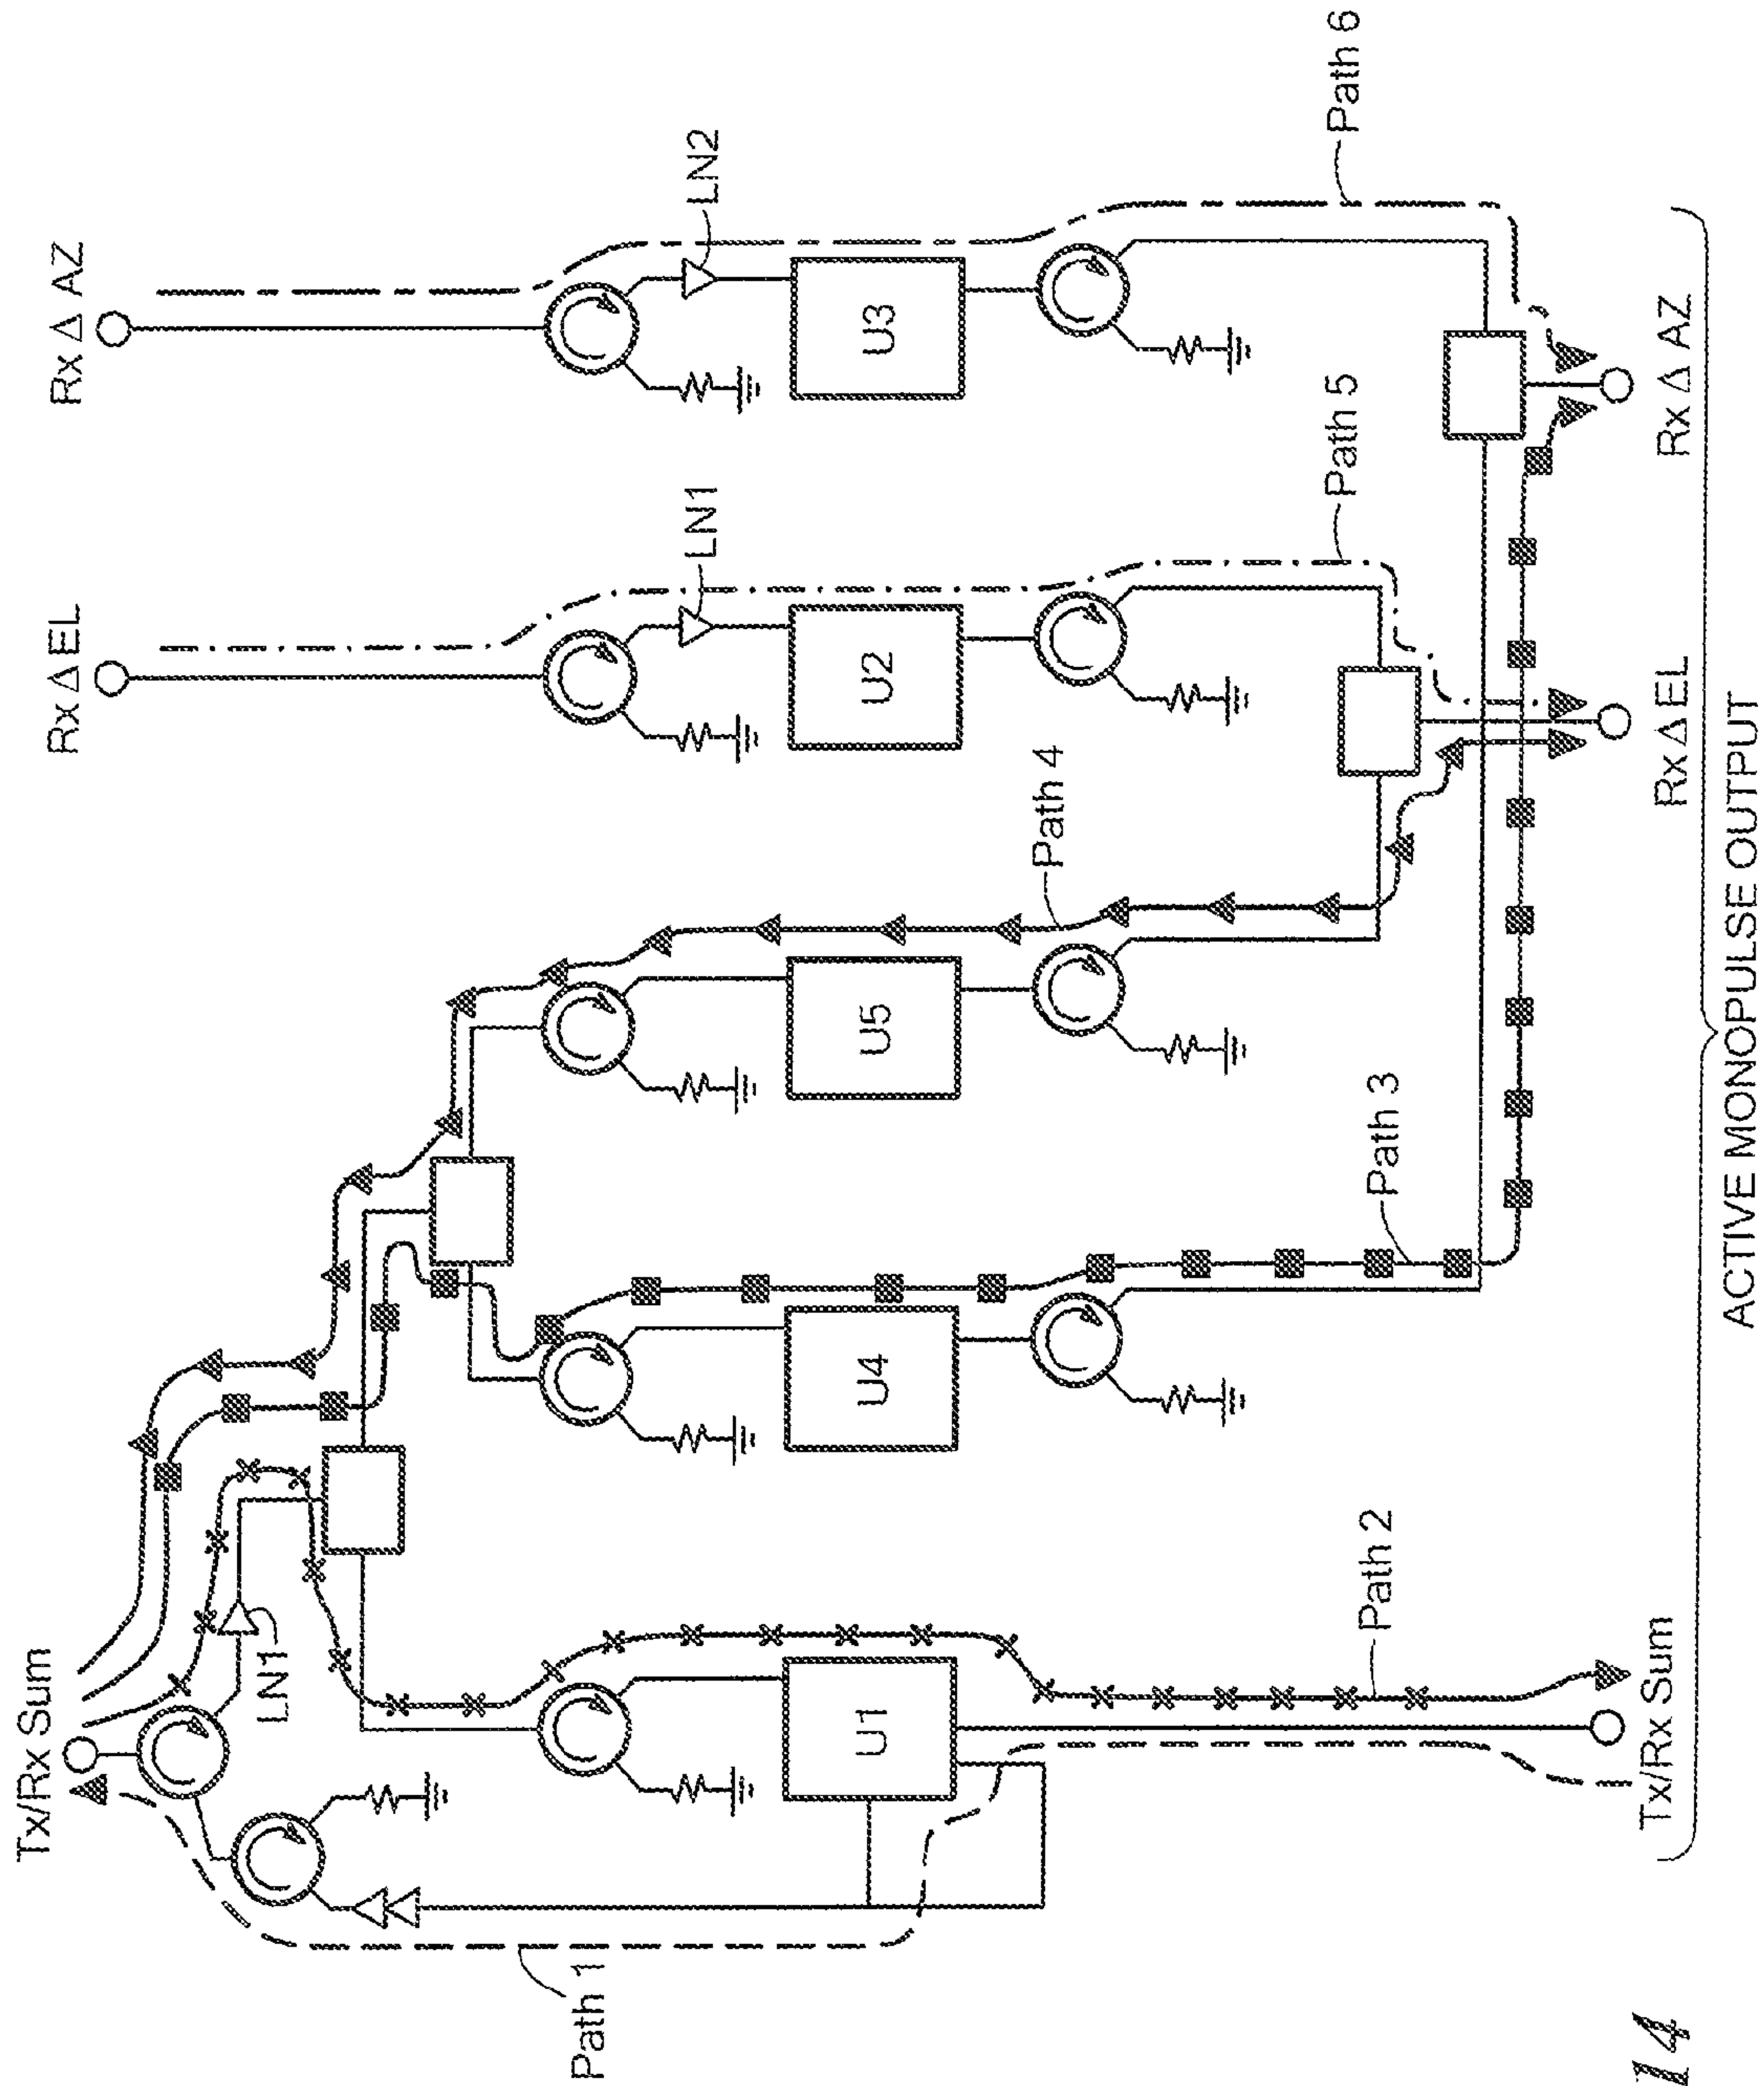 Tx/Rx Sum
Rx Δ EL
Rx Δ AZ
LN1
LN1
LN2
U1
U4
U5
U2
U3
Path 1
Path 2
Path 3
Path 4
Path 5
Path 6
Tx/Rx Sum
Rx Δ EL
Rx Δ AZ
ACTIVE MONOPULSE OUTPUT
14